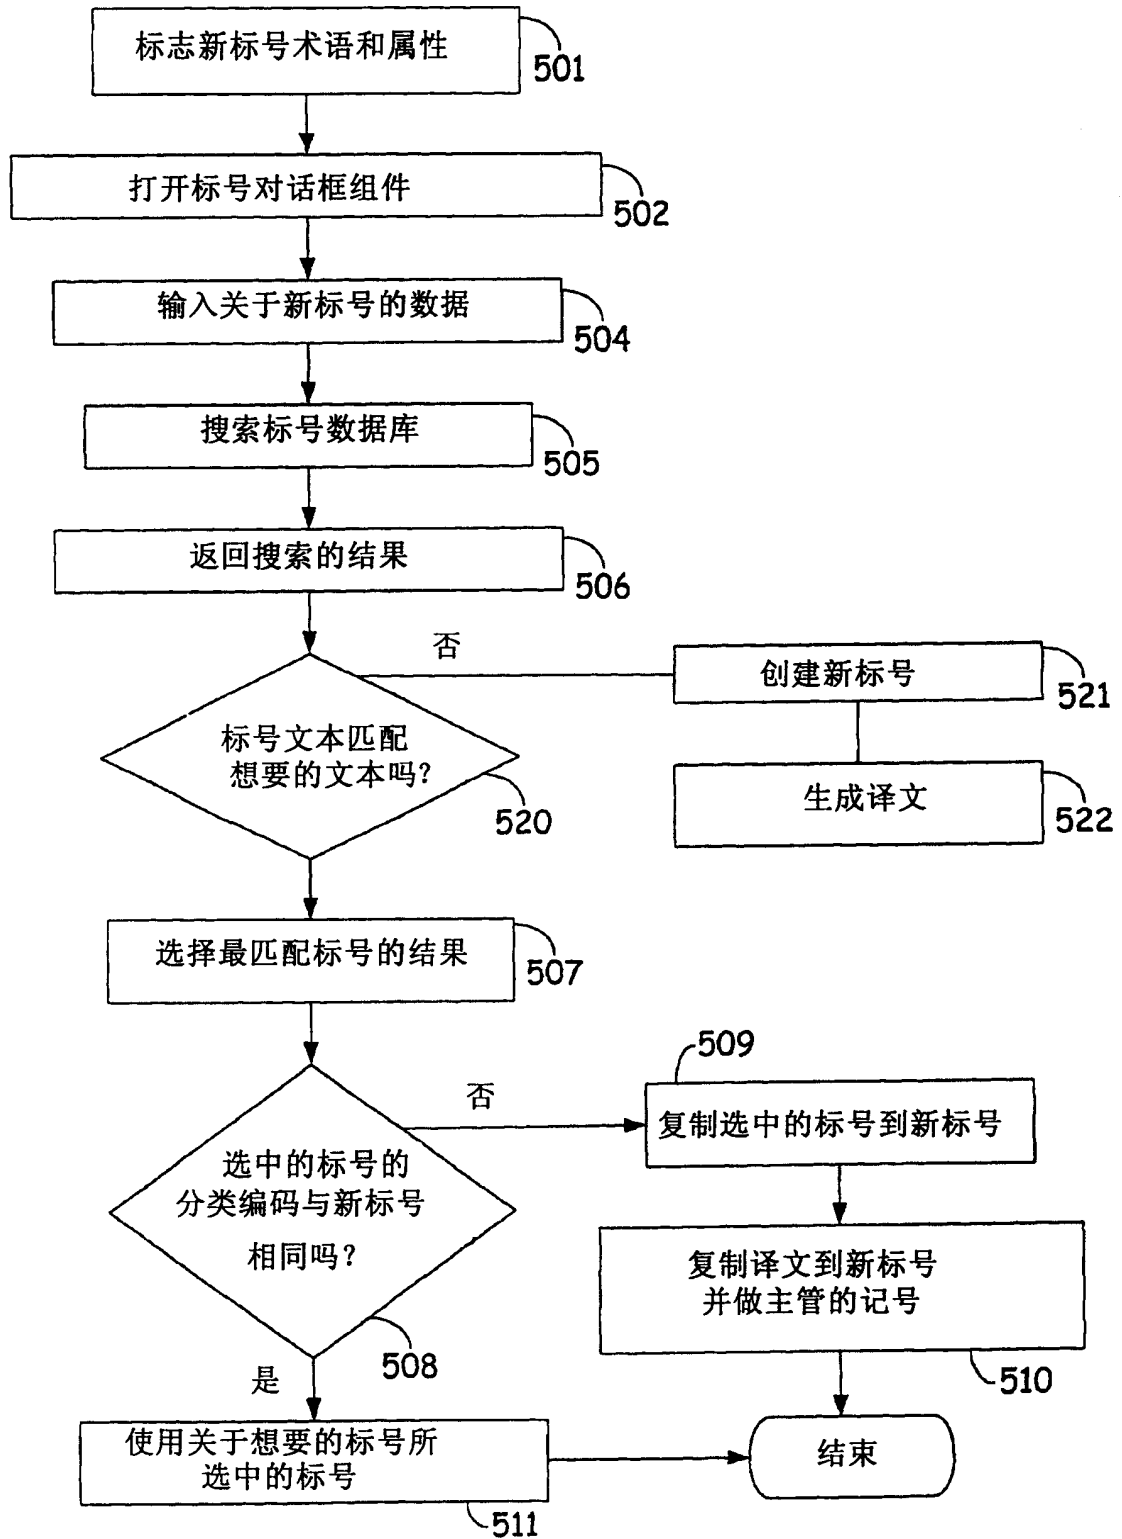 标志新标号术语和属性
501
打开标号对话框组件
502
输入关于新标号的数据
504
搜索标号数据库
505
返回搜索的结果
506
否
创建新标号
521
标号文本匹配
想要的文本吗?
520
生成译文
522
选择最匹配标号的结果
507
509
否
复制选中的标号到新标号
选中的标号的
分类编码与新标号
相同吗?
508
复制译文到新标号
并做主管的记号
510
是
使用关于想要的标号所
选中的标号
511
结束